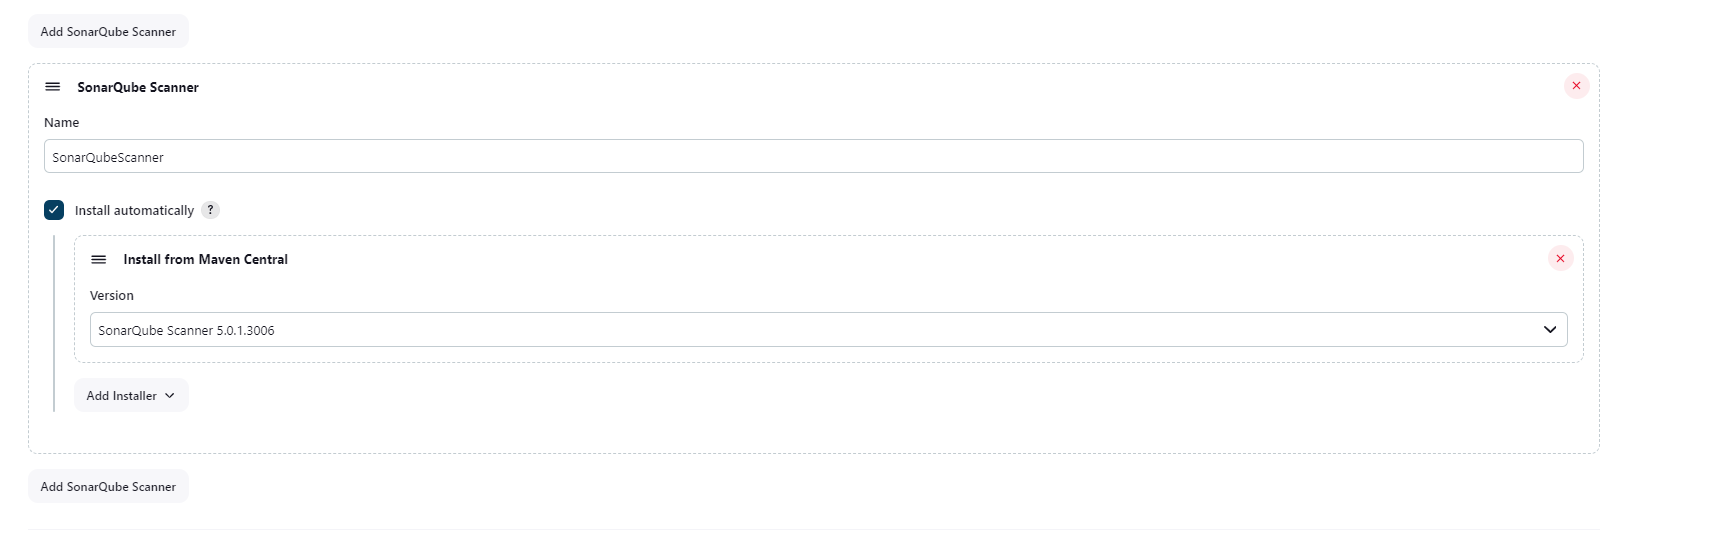 Add SonarQube Scanner
SonarQube Scanner
Name
SonarQubeScanner
Install automatically ?
Install from Maven Central
Version
SonarQube Scanner 5.0.1.3006
Add Installer
Add SonarQube Scanner